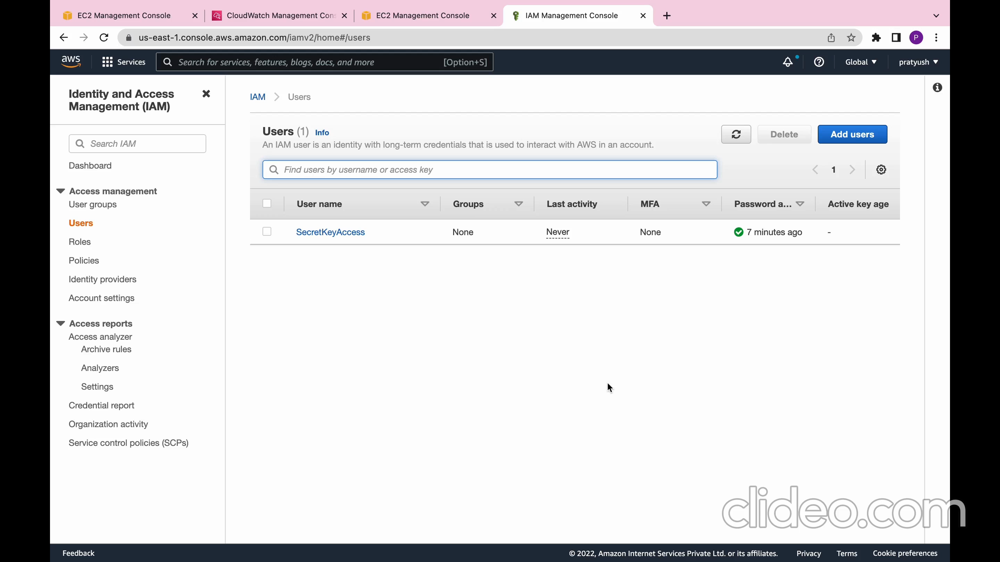 EC2 Management Console
CloudWatch Management Con
EC2 Management Console
IAM Management Console
us-east-1.console.aws.amazon.com/iamv2/home#/users
P
aws
Services
Search for services, features, blogs, docs, and more
[Option+S]
Global
pratyush
Identity and Access
Management (IAM)
Search IAM
Dashboard
Access management
User groups
Users
Roles
Policies
Identity providers
Account settings
Access reports
Access analyzer
Archive rules
Analyzers
Settings
Credential report
Organization activity
Service control policies (SCPs)
IAM > Users
Users (1) Info
An IAM user is an identity with long-term credentials that is used to interact with AWS in an account.
Delete
Add users
Find users by username or access key
1
User name Groups Last activity MFA Password a... Active key age
SecretKeyAccess None Never None 7 minutes ago -
clideo.com
Feedback
© 2022, Amazon Internet Services Private Ltd. or its affiliates. Privacy Terms Cookie preferences